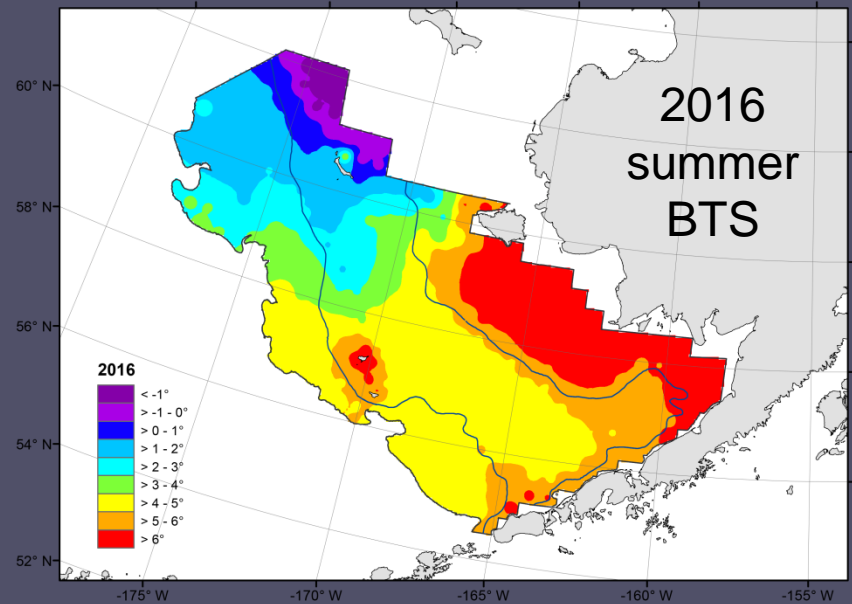 2016
summer
BTS
60° N
58° N
56° N
54° N
52° N
2016
< -1°
> -1 - 0°
> 0 - 1°
> 1 - 2°
> 2 - 3°
> 3 - 4°
> 4 - 5°
> 5 - 6°
> 6°
-175° W
-170° W
-165° W
-160° W
-155° W